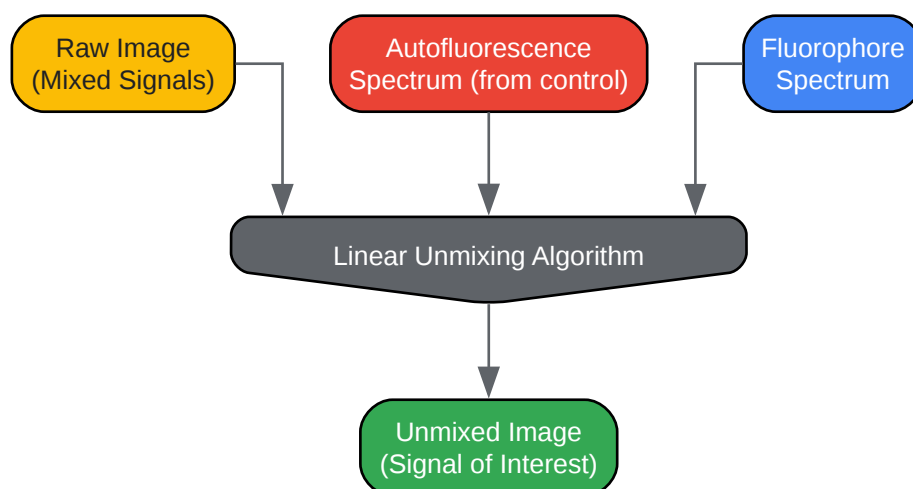 Raw Image
(Mixed Signals)
Autofluorescence
Spectrum (from control)
Fluorophore
Spectrum
Linear Unmixing Algorithm
Unmixed Image
(Signal of Interest)